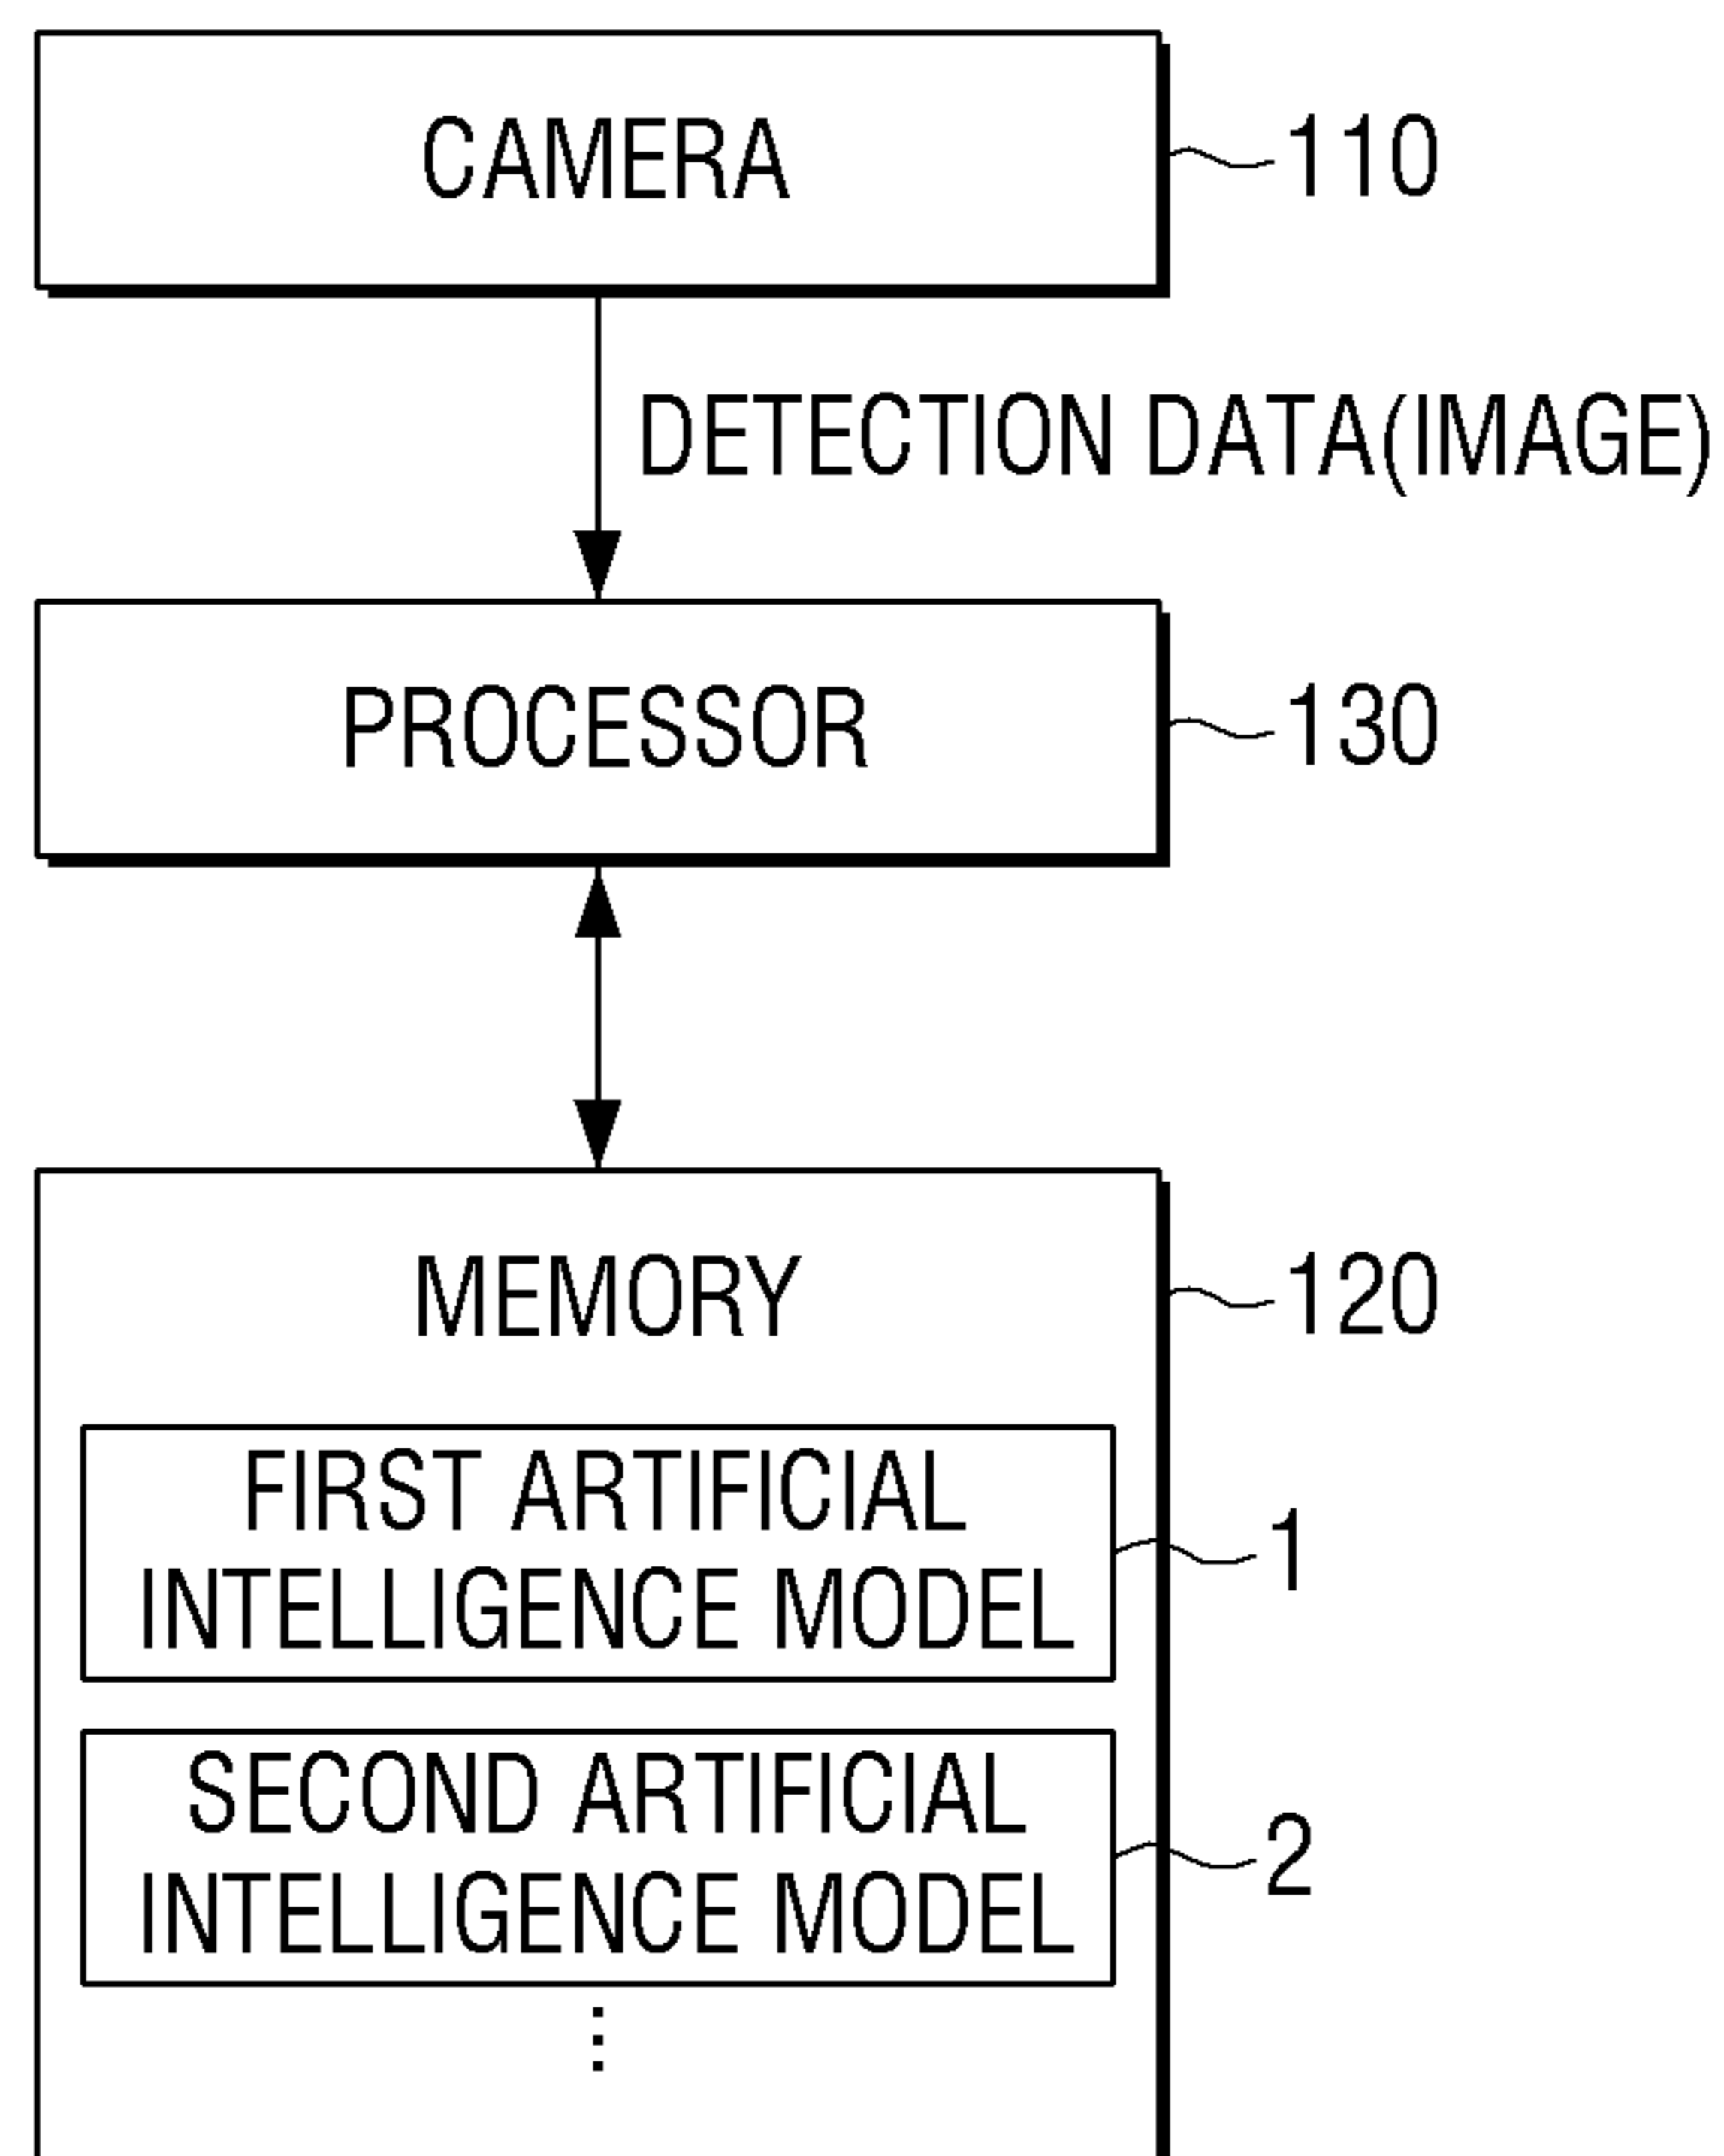 CAMERA
110
DETECTION DATA(IMAGE)
PROCESSOR
130
MEMORY
120
FIRST ARTIFICIAL
INTELLIGENCE MODEL
1
SECOND ARTIFICIAL
INTELLIGENCE MODEL
2